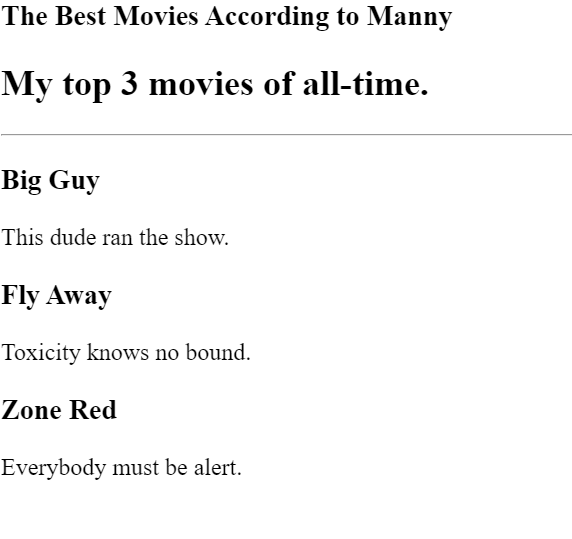 The Best Movies According to Manny
My top 3 movies of all-time.
Big Guy
This dude ran the show.
Fly Away
Toxicity knows no bound.
Zone Red
Everybody must be alert.